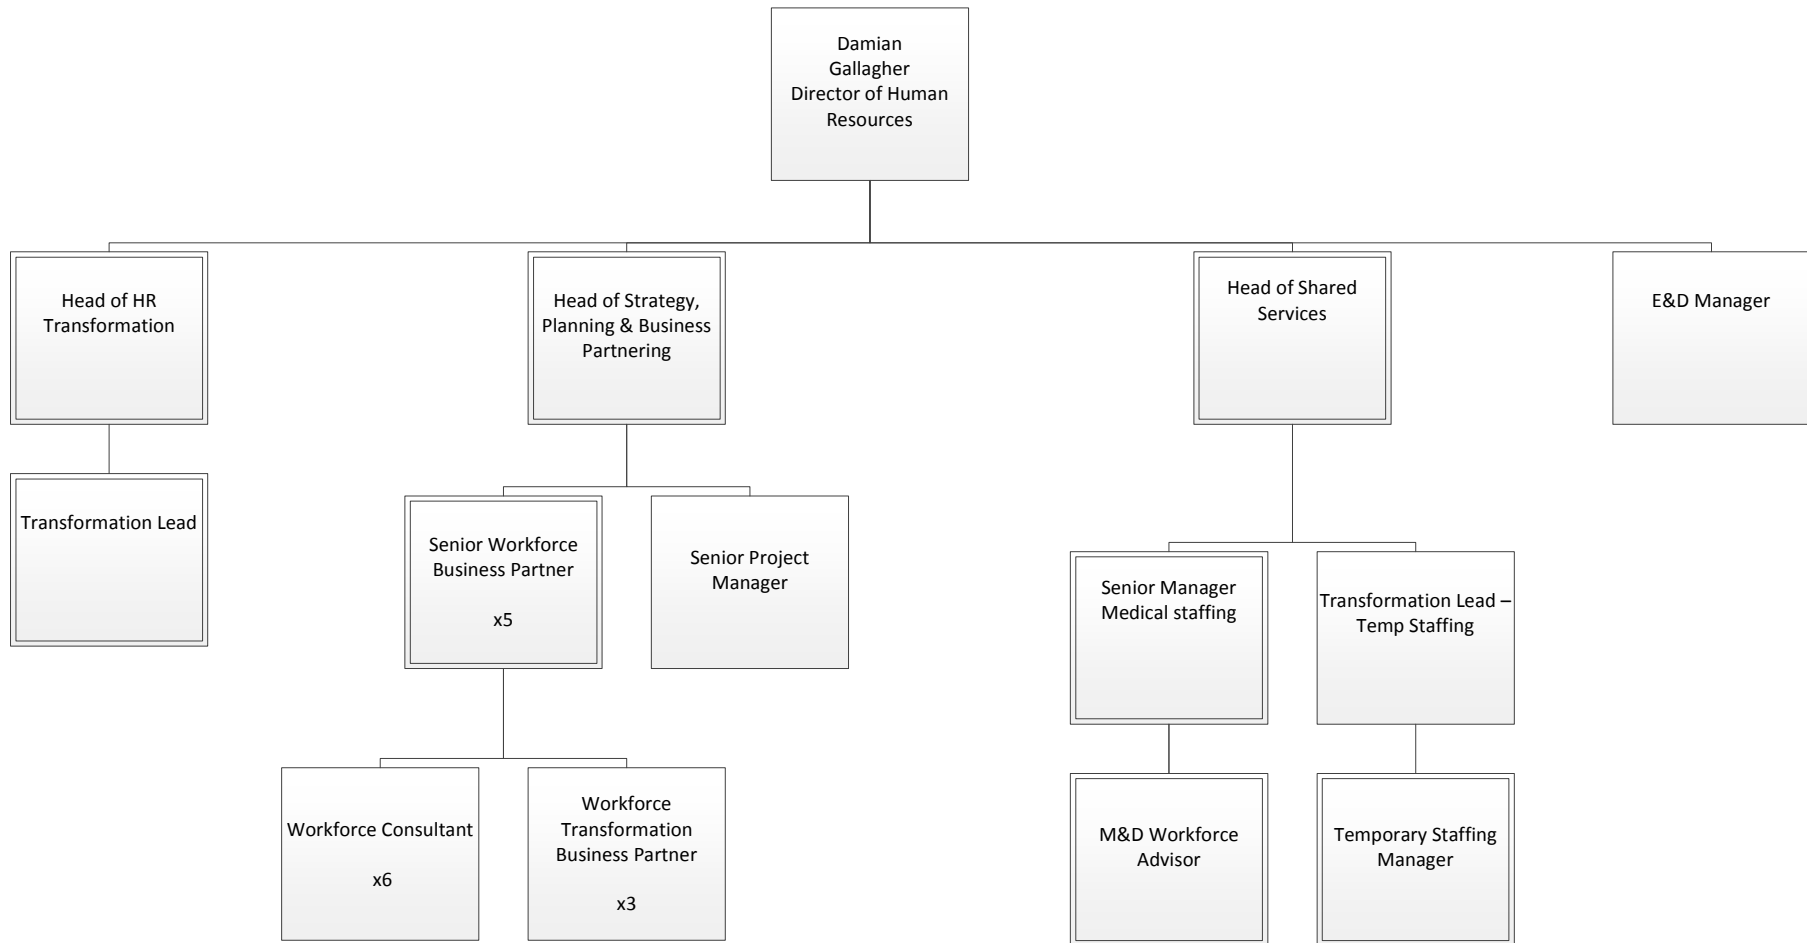 Damian
Gallagher
Director of Human
Resources
Head of HR
Transformation
Head of Strategy,
Planning & Business
Partnering
Head of Shared
Services
E&D Manager
Transformation Lead
Senior Workforce
Business Partner
x5
Senior Project
Manager
Senior Manager
Medical staffing
Transformation Lead –
Temp Staffing
Workforce Consultant
x6
Workforce
Transformation
Business Partner
x3
M&D Workforce
Advisor
Temporary Staffing
Manager